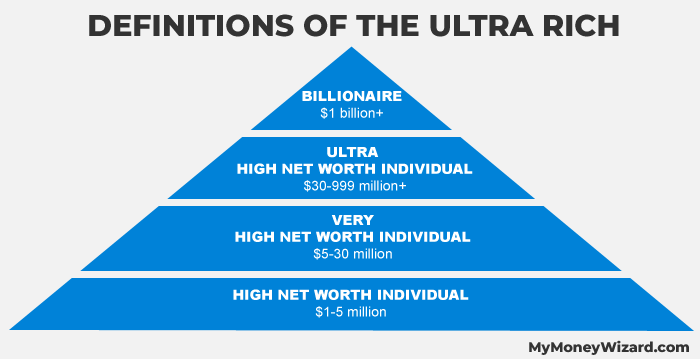 DEFINITIONS OF THE ULTRA RICH
BILLIONAIRE
$1 billion+
ULTRA
HIGH NET WORTH INDIVIDUAL
$30-999 million+
VERY
HIGH NET WORTH INDIVIDUAL
$5-30 million
HIGH NET WORTH INDIVIDUAL
$1-5 million
MyMoneyWizard.com